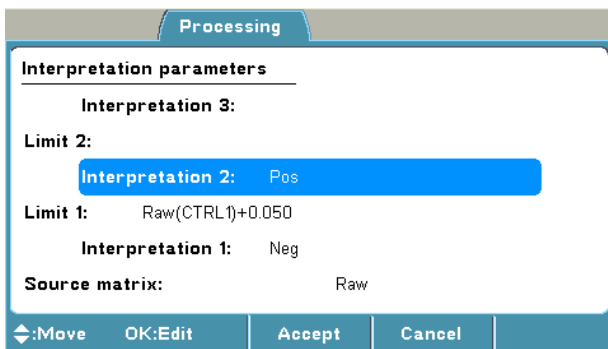 Processing
Interpretation parameters
Interpretation 3:
Limit 2:
Interpretation 2: Pos
Limit 1: Raw(CTRL1)+0.050
Interpretation 1: Neg
Source matrix: Raw
:Move OK:Edit Accept Cancel